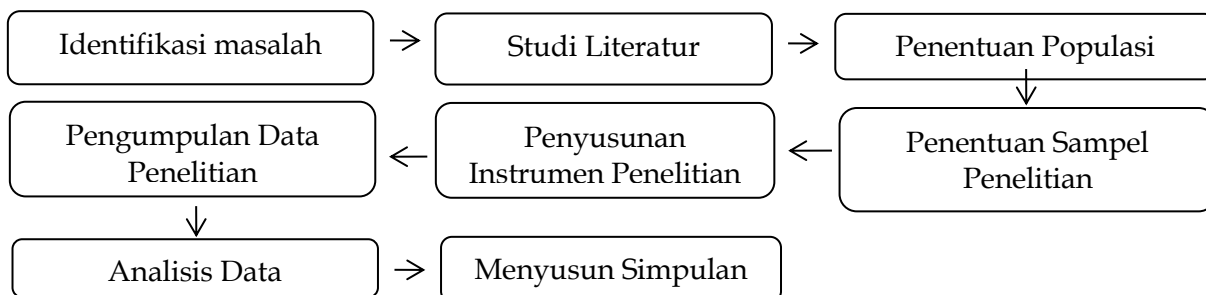 Identifikasi masalah
Studi Literatur
Penentuan Populasi
Penentuan Sampel
Penelitian
Penyusunan
Instrumen Penelitian
Pengumpulan Data
Penelitian
Analisis Data
Menyusun Simpulan